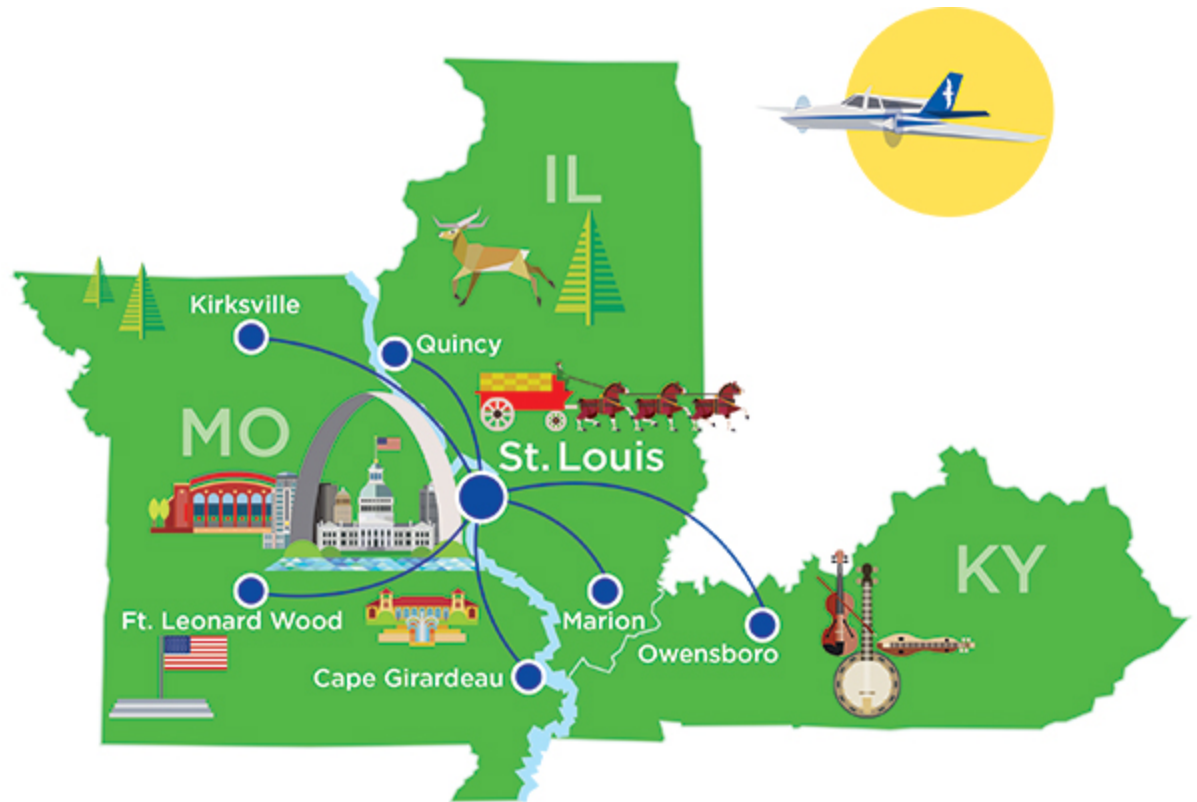 IL
Kirksville
Quincy
MO
St. Louis
KY
Ft. Leonard Wood
Marion
Owensboro
Cape Girardeau